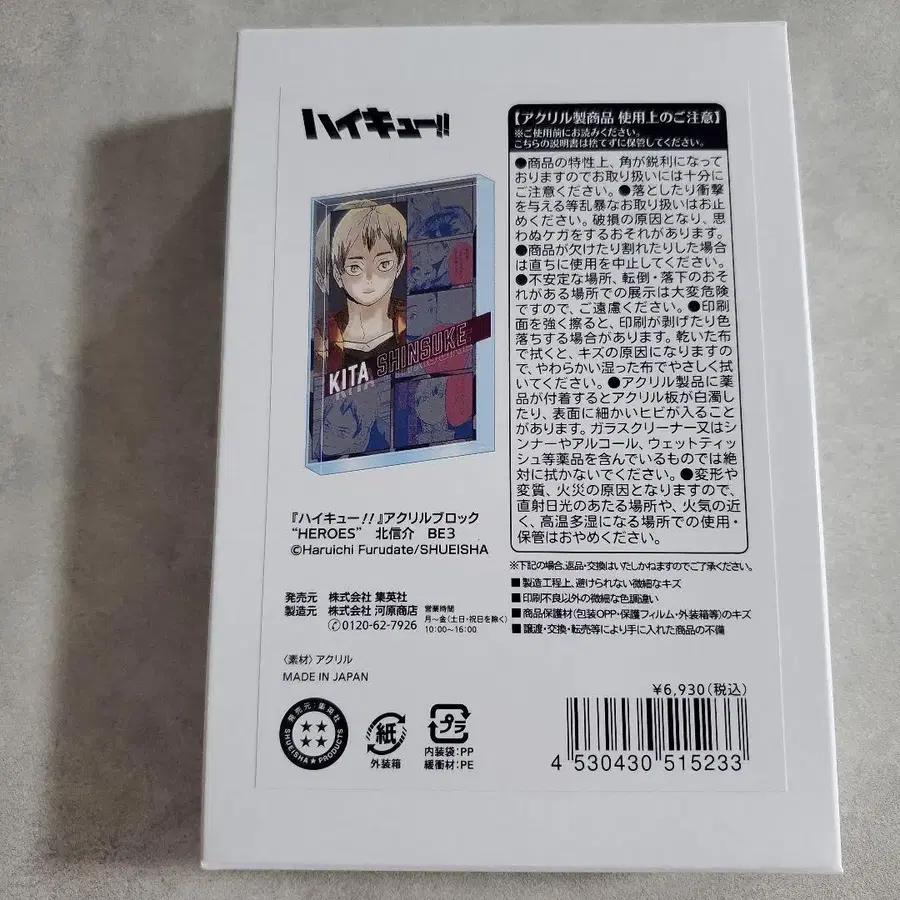 ハイキュー!!
KITA SHINSUKE
『ハイキュー!!』アクリルブロック
“HEROES” 北信介 BE3
©Haruichi Furudate/SHUEISHA
発売元 株式会社 集英社
製造元 株式会社 河原商店
0120-62-7926
営業時間
月～金(土日・祝日を除く)
10:00～16:00
〈素材〉アクリル
MADE IN JAPAN
発売元:集英社
SHUEISHA★PRODUCTS
紙
外装箱
プラ
内装袋:PP
緩衝材:PE
【アクリル製商品 使用上のご注意】
※ご使用前にお読みください。
こちらの説明書は捨てずに保管してください。
●商品の特性上、角が鋭利になって
おりますのでお取り扱いには十分に
ご注意ください。●落としたり衝撃
を与える等乱暴なお取り扱いはお止
めください。破損の原因となり、思
わぬケガをするおそれがあります。
●商品が欠けたり割れたりした場合
は直ちに使用を中止してください。
●不安定な場所、転倒・落下のおそ
れがある場所での展示は大変危険
ですので、ご遠慮ください。●印刷
面を強く擦ると、印刷が剥げたり色
落ちする場合があります。乾いた布
で拭くと、キズの原因になりますの
で、やわらかい湿った布でやさしく拭
いてください。●アクリル製品に薬
品が付着するとアクリル板が白濁し
たり、表面に細かいヒビが入ること
があります。ガラスクリーナー又はシ
ンナーやアルコール、ウェットティッ
シュ等薬品を含んでいるものでは絶
対に拭かないでください。●変形や
変質、火災の原因となりますので、
直射日光のあたる場所や、火気の近
く、高温多湿になる場所での使用・
保管はおやめください。
※下記の場合、返品・交換はいたしかねますのでご了承ください。
■製造工程上、避けられない微細なキズ
■印刷不良以外の微細な色調違い
■商品保護材(包装OPP・保護フィルム・外装箱等)のキズ
■譲渡・交換・転売等により手に入れた商品の不備
¥6,930(税込)
4 530430 515233